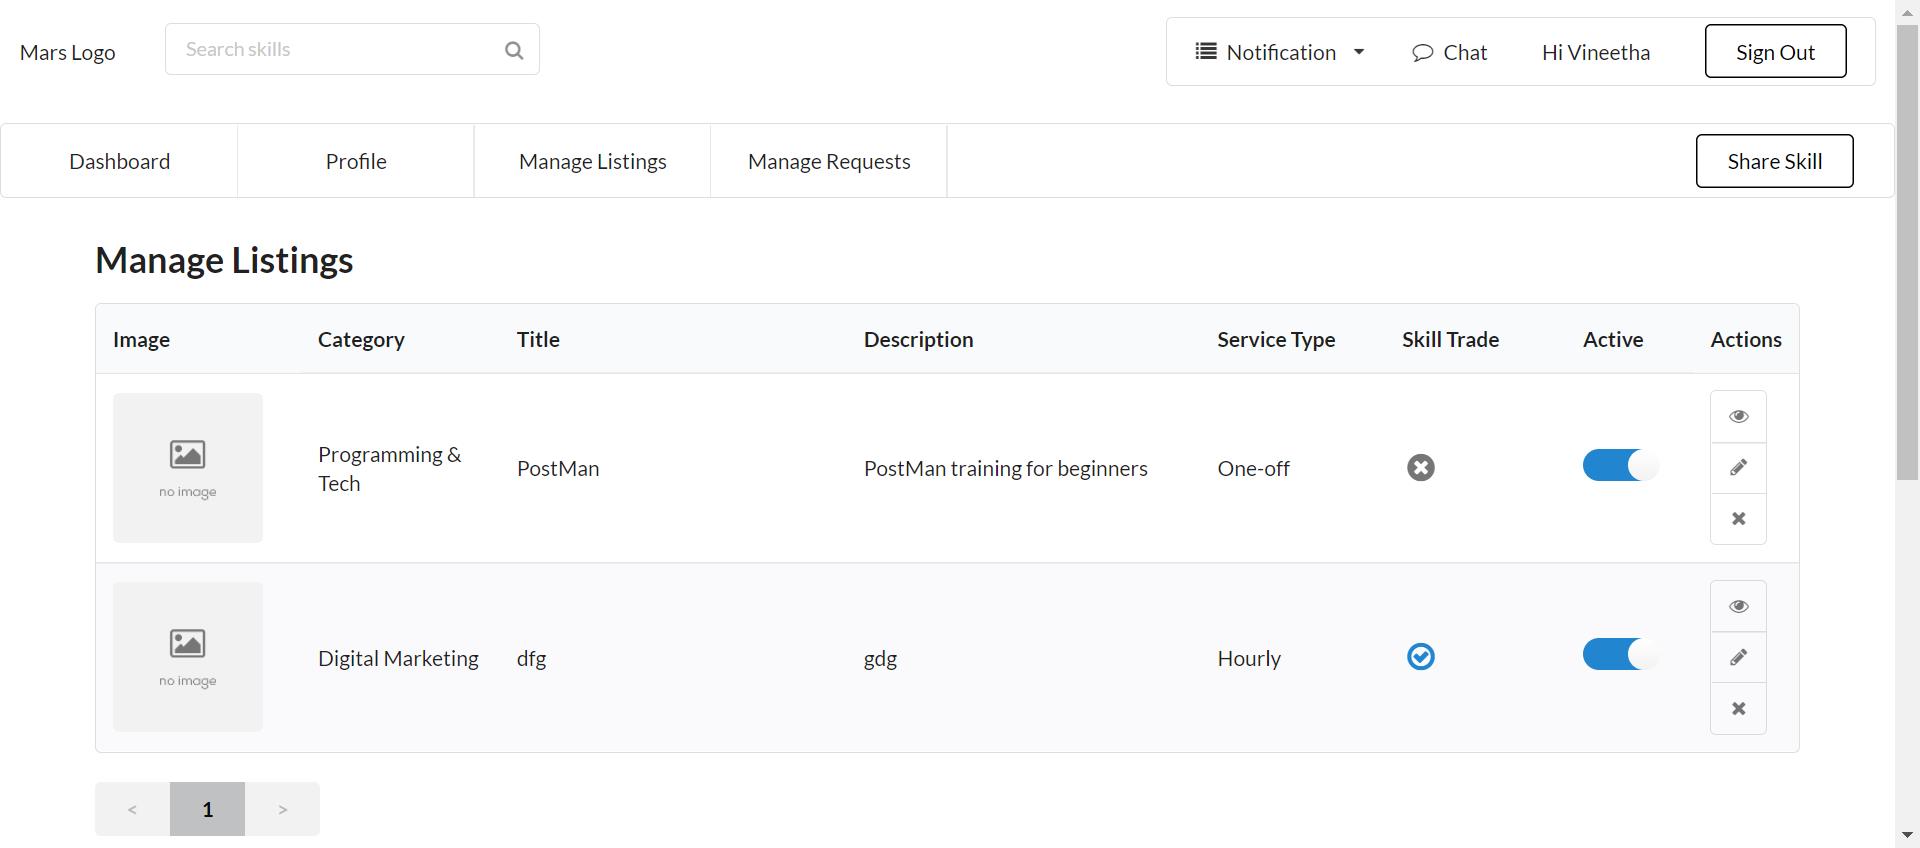 Mars Logo
Search skills
Notification
Chat
Hi Vineetha
Sign Out
Dashboard
Profile
Manage Listings
Manage Requests
Share Skill
Manage Listings
Image Category Title Description Service Type Skill Trade Active Actions
no image
Programming &
Tech
PostMan
PostMan training for beginners
One-off
no image
Digital Marketing
dfg
gdg
Hourly
< 1 >